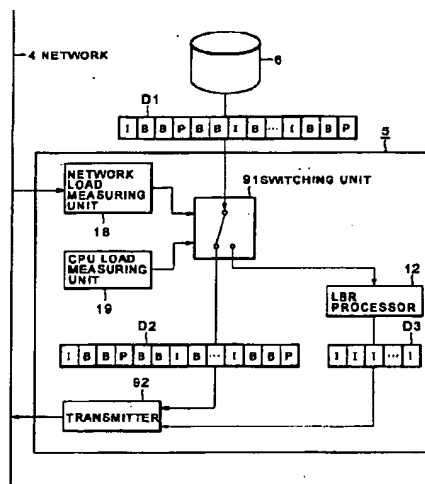 4 NETWORK
6
D1
I B B P B B I B ... I B B P
5
91 SWITCHING UNIT
NETWORK
LOAD
MEASURING
UNIT
18
CPU LOAD
MEASURING
UNIT
19
12
LBR
PROCESSOR
D2
D3
I B B P B B I B ... I B B P
I I I ... I
92
TRANSMITTER